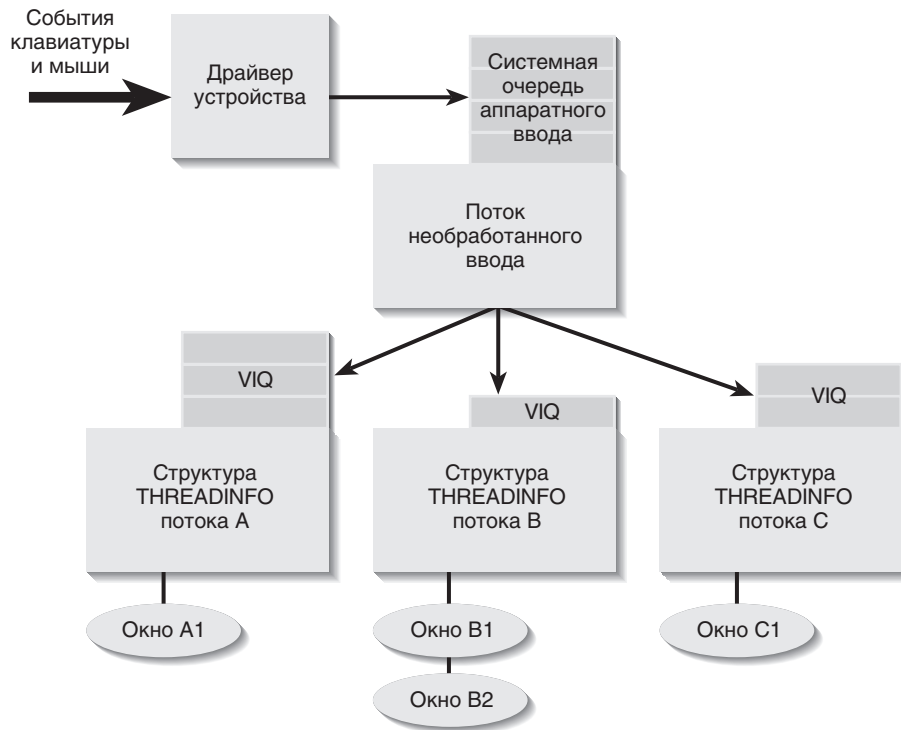 События
клавиатуры
и мыши
Драйвер
устройства
Системная
очередь
аппаратного
ввода
Поток
необработанного
ввода
VIQ
VIQ
VIQ
Структура
THREADINFO
потока A
Структура
THREADINFO
потока B
Структура
THREADINFO
потока C
Окно A1
Окно B1
Окно C1
Окно B2